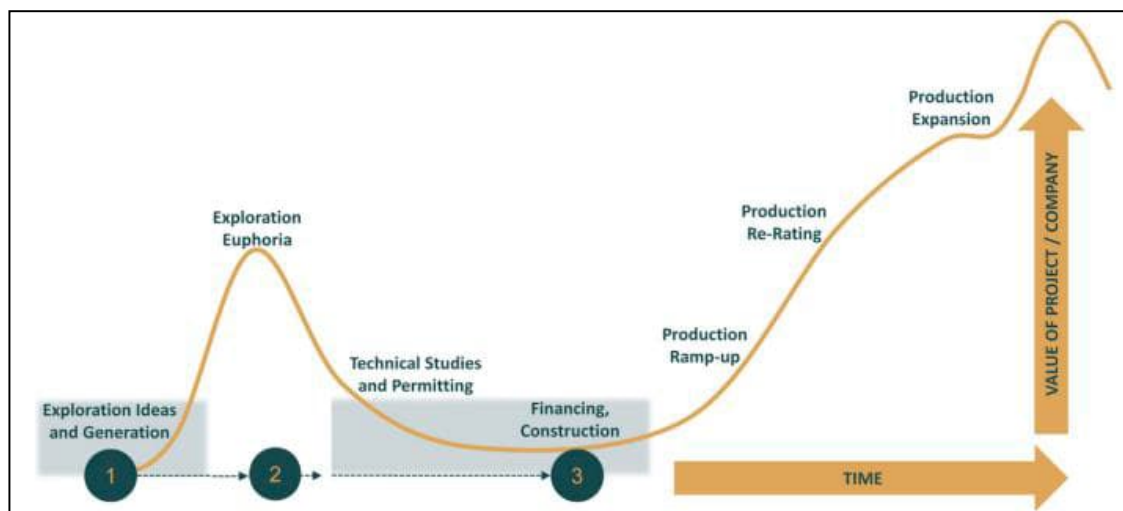 Production
Expansion
Exploration
Euphoria
Production
Re-Rating
Production
Ramp-up
Technical Studies
and Permitting
Exploration Ideas
and Generation
Financing,
Construction
1
2
3
TIME
VALUE OF PROJECT / COMPANY